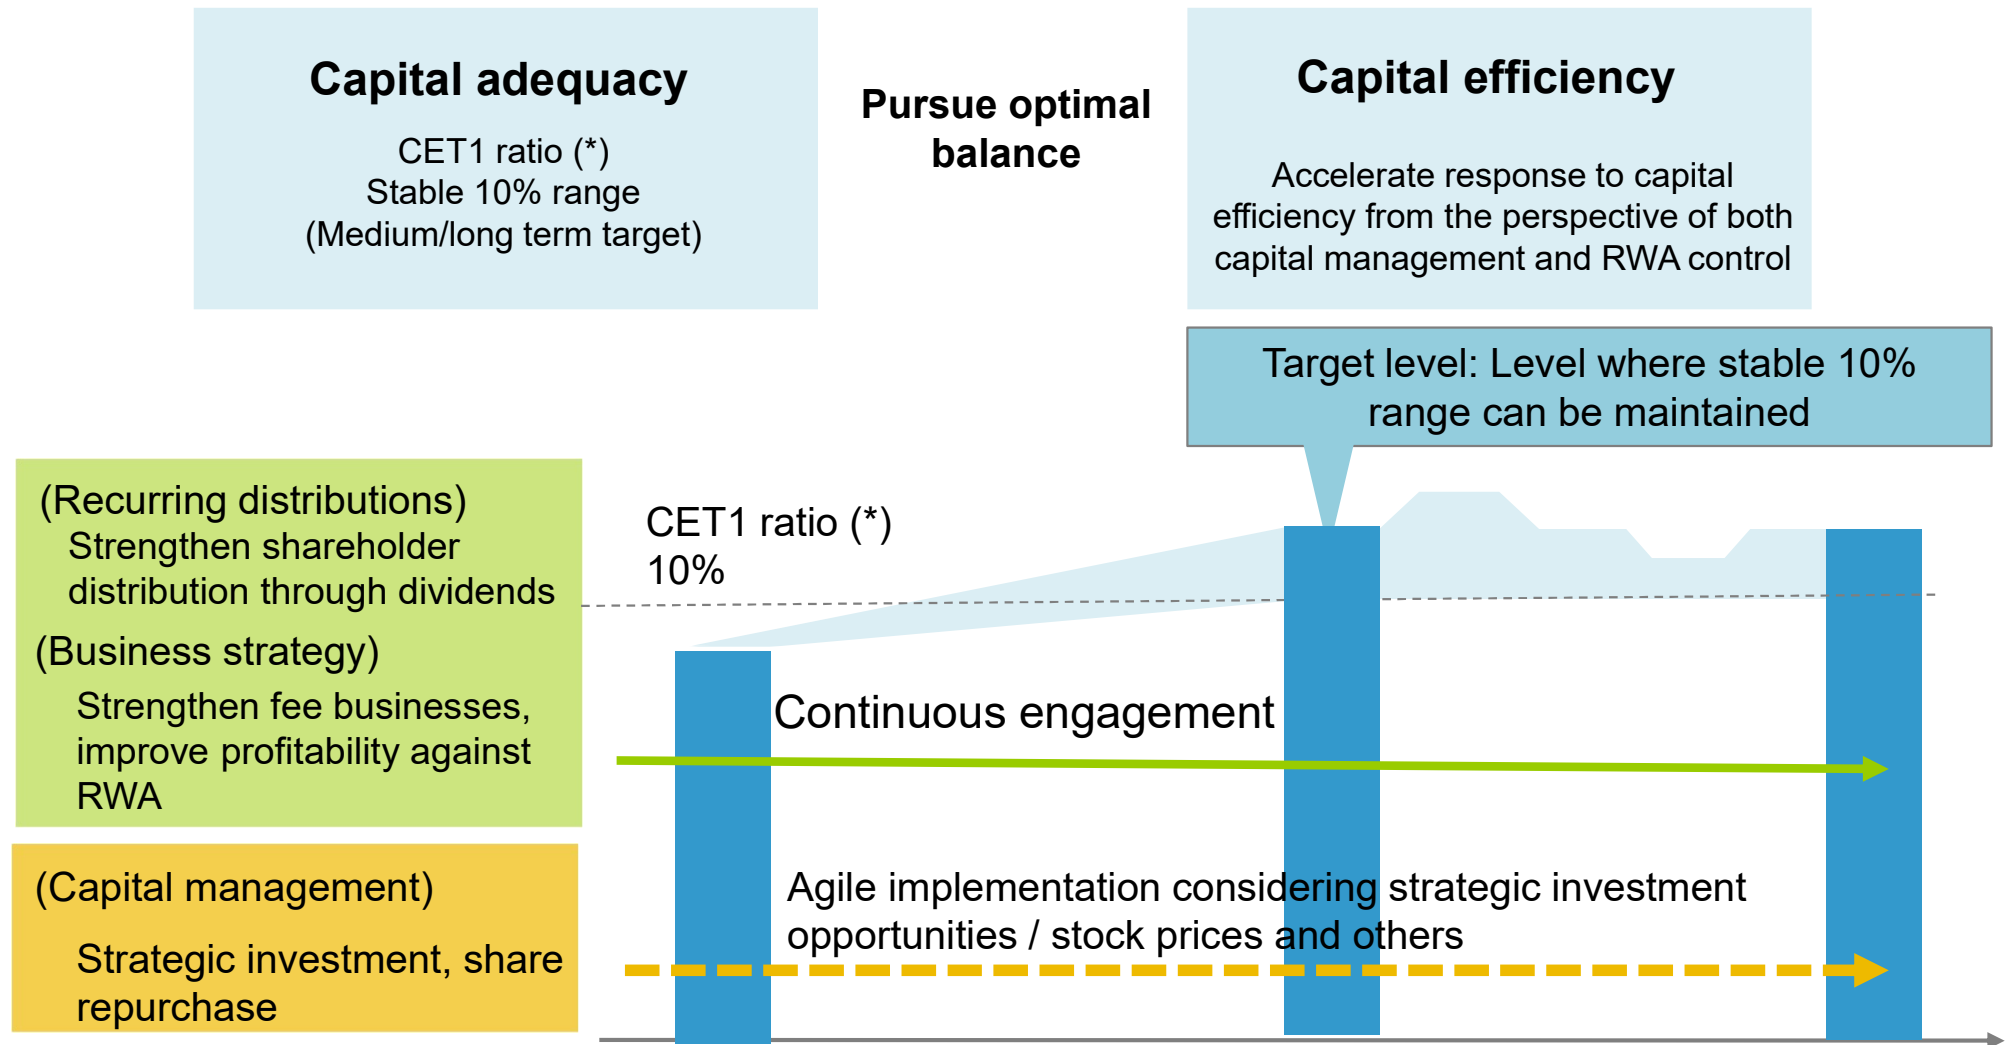 Capital adequacy
CET1 ratio (*)
Stable 10% range
(Medium/long term target)
Pursue optimal
balance
Capital efficiency
Accelerate response to capital
efficiency from the perspective of both
capital management and RWA control
Target level: Level where stable 10%
range can be maintained
(Recurring distributions)
Strengthen shareholder
distribution through dividends
(Business strategy)
Strengthen fee businesses,
improve profitability against
RWA
CET1 ratio (*)
10%
Continuous engagement
(Capital management)
Strategic investment, share
repurchase
Agile implementation considering strategic investment
opportunities / stock prices and others